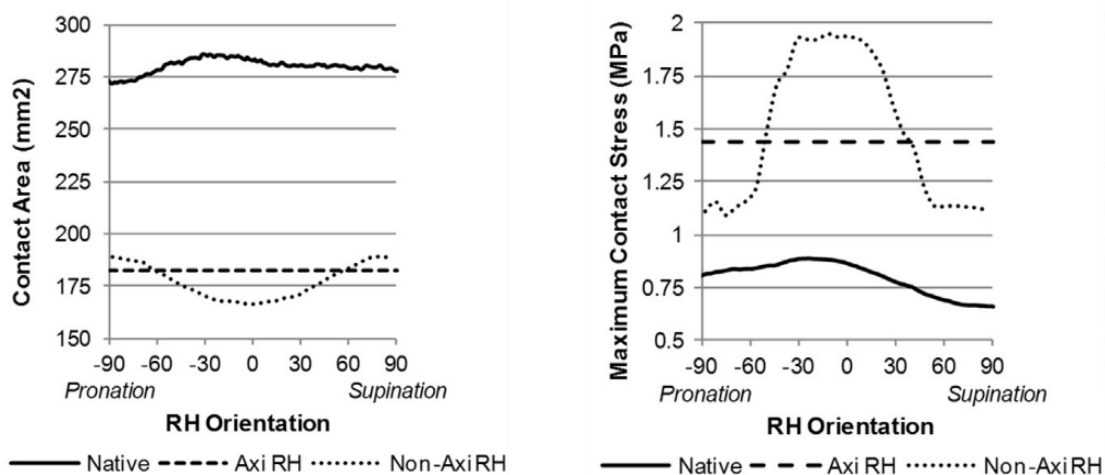 Contact Area (mm2)
300
275
250
225
200
175
150
-90 -60 -30 0 30 60 90
Pronation Supination
RH Orientation
Native Axi RH Non-Axi RH
Maximum Contact Stress (MPa)
2
1.75
1.5
1.25
1
0.75
0.5
-90 -60 -30 0 30 60 90
Pronation Supination
RH Orientation
Native Axi RH Non-Axi RH